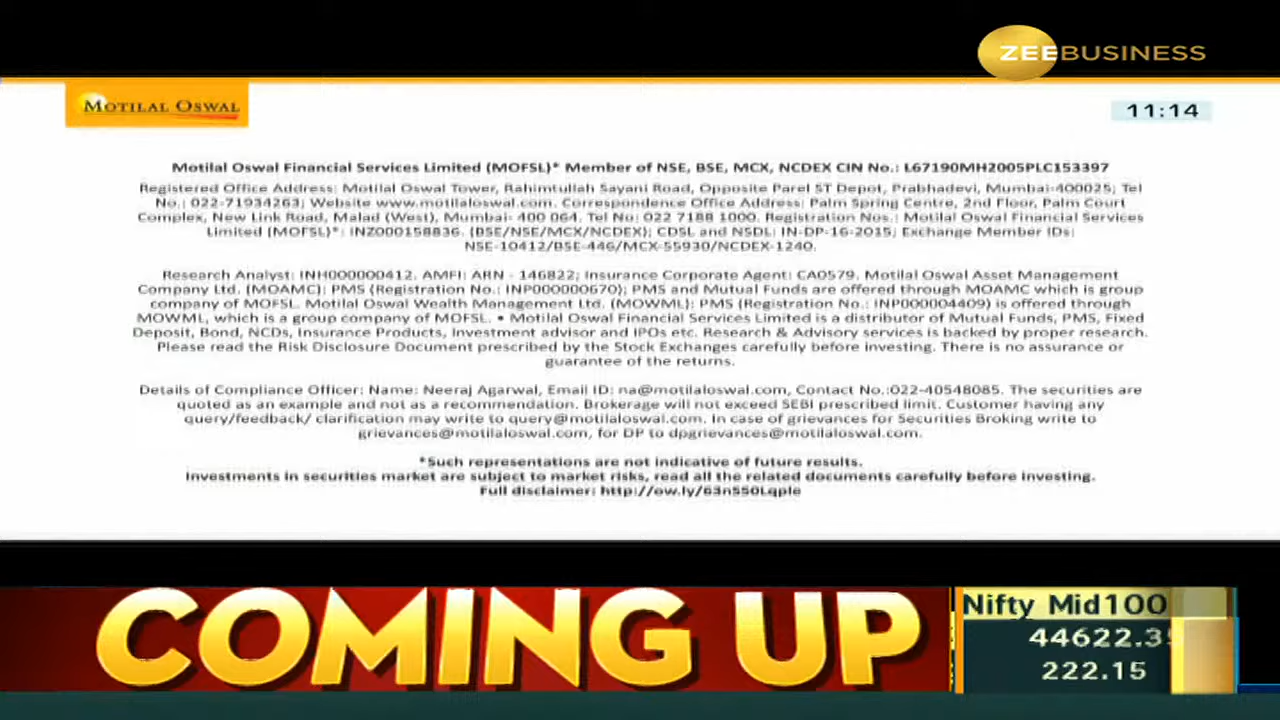 ZEEBUSINESS
MOTILAL OSWAL
11:14
Motilal Oswal Financial Services Limited (MOFSL)* Member of NSE, BSE, MCX, NCDEX CIN No.: L67190MH2005PLC153397
Registered Office Address: Motilal Oswal Tower, Rahimtullah Sayani Road, Opposite Parel ST Depot, Prabhadevi, Mumbai-400025; Tel
No.: 022-71934263; Website www.motilaloswal.com. Correspondence Office Address: Palm Spring Centre, 2nd Floor, Palm Court
Complex, New Link Road, Malad (West), Mumbai- 400 064. Tel No: 022 7188 1000. Registration Nos.: Motilal Oswal Financial Services
Limited (MOFSL)*: INZ000158836. (BSE/NSE/MCX/NCDEX); CDSL and NSDL: IN-DP-16-2015; Exchange Member IDs:
NSE-10412/BSE-446/MCX-55930/NCDEX-1240.
Research Analyst: INH000000412. AMFI: ARN - 146822; Insurance Corporate Agent: CA0579. Motilal Oswal Asset Management
Company Ltd. (MOAMC): PMS (Registration No.: INP000000670); PMS and Mutual Funds are offered through MOAMC which is group
company of MOFSL. Motilal Oswal Wealth Management Ltd. (MOWML): PMS (Registration No.: INP000004409) is offered through
MOWML, which is a group company of MOFSL. • Motilal Oswal Financial Services Limited is a distributor of Mutual Funds, PMS, Fixed
Deposit, Bond, NCDs, Insurance Products, Investment advisor and IPOs etc. Research & Advisory services is backed by proper research.
Please read the Risk Disclosure Document prescribed by the Stock Exchanges carefully before investing. There is no assurance or
guarantee of the returns.
Details of Compliance Officer: Name: Neeraj Agarwal, Email ID: na@motilaloswal.com, Contact No.:022-40548085. The securities are
quoted as an example and not as a recommendation. Brokerage will not exceed SEBI prescribed limit. Customer having any
query/feedback/ clarification may write to query@motilaloswal.com. In case of grievances for Securities Broking write to
grievances@motilaloswal.com, for DP to dpgrievances@motilaloswal.com.
*Such representations are not indicative of future results.
Investments in securities market are subject to market risks, read all the related documents carefully before investing.
Full disclaimer: http://ow.ly/63n550Lqple
COMING UP
Nifty Mid100
44622.3
222.15